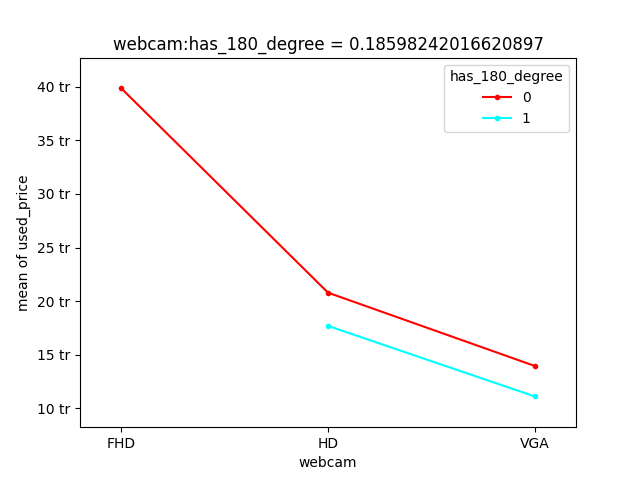 webcam:has_180_degree = 0.18598242016620897
has_180_degree
0
1
40 tr
35 tr
30 tr
25 tr
20 tr
15 tr
10 tr
mean of used_price
FHD
HD
VGA
webcam